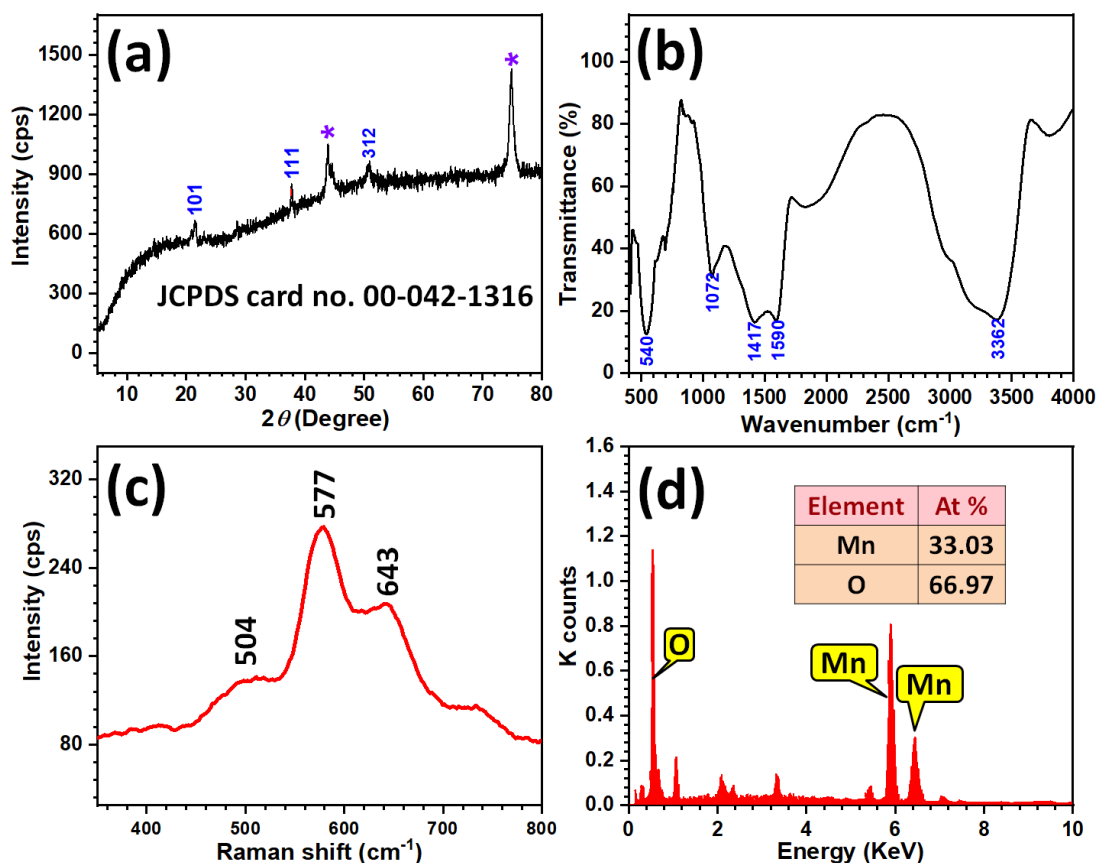 (a)
1500
1200
900
600
300
0
Intensity (cps)
101
111
*
312
*
JCPDS card no. 00-042-1316
10 20 30 40 50 60 70 80
2θ (Degree)
(b)
100
80
60
40
20
0
Transmittance (%)
540
1072
1417
1590
3362
500 1000 1500 2000 2500 3000 3500 4000
Wavenumber (cm-1)
(c)
320
240
160
80
Intensity (cps)
504
577
643
400 500 600 700 800
Raman shift (cm-1)
(d)
1.6
1.4
1.2
1.0
0.8
0.6
0.4
0.2
0.0
K counts
Element At %
Mn 33.03
O 66.97
O
Mn
Mn
0 2 4 6 8 10
Energy (KeV)